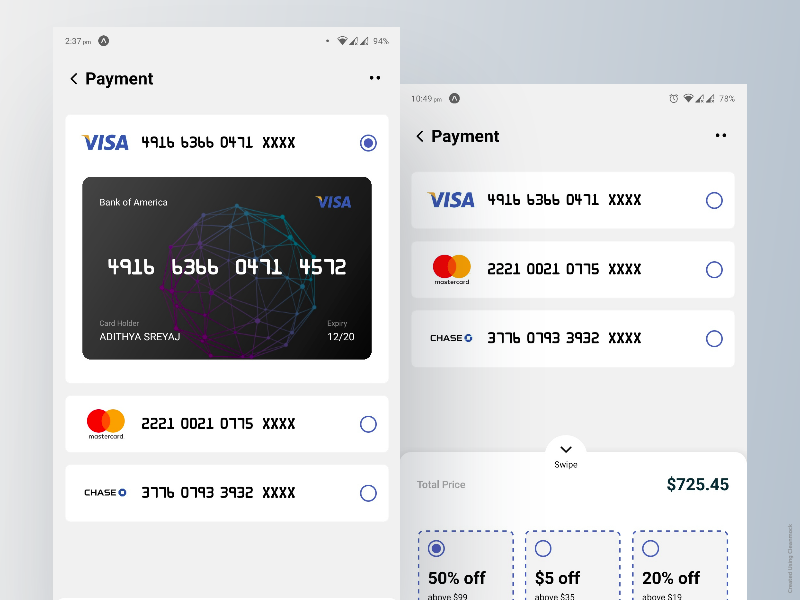 2:37 pm
94%
Payment
VISA 4916 6366 0471 XXXX
Bank of America
VISA
4916 6366 0471 4572
Card Holder
Expiry
ADITHYA SREYAJ
12/20
mastercard
2221 0021 0775 XXXX
CHASE
3776 0793 3932 XXXX
10:49 pm
78%
Payment
VISA 4916 6366 0471 XXXX
mastercard
2221 0021 0775 XXXX
CHASE
3776 0793 3932 XXXX
Swipe
Total Price
$725.45
50% off
above $99
$5 off
above $35
20% off
above $19
Created Using Cleanmock